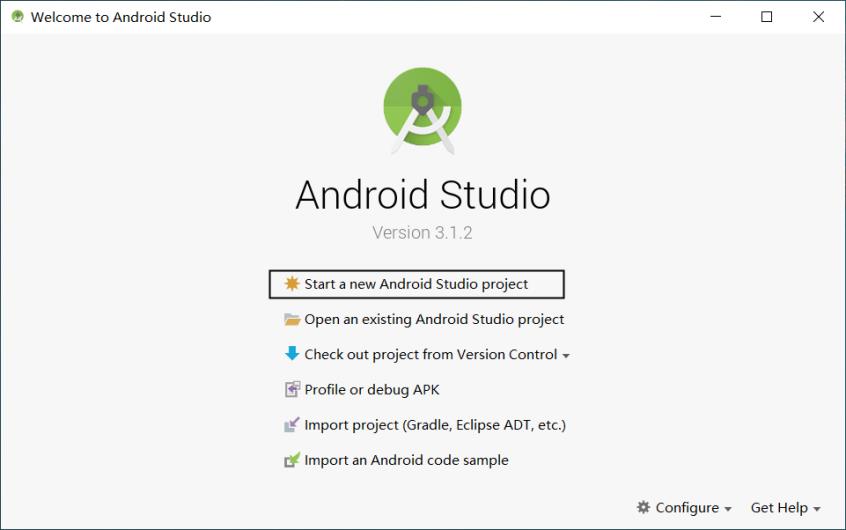 Welcome to Android Studio
Android Studio
Version 3.1.2
Start a new Android Studio project
Open an existing Android Studio project
Check out project from Version Control
Profile or debug APK
Import project (Gradle, Eclipse ADT, etc.)
Import an Android code sample
Configure Get Help